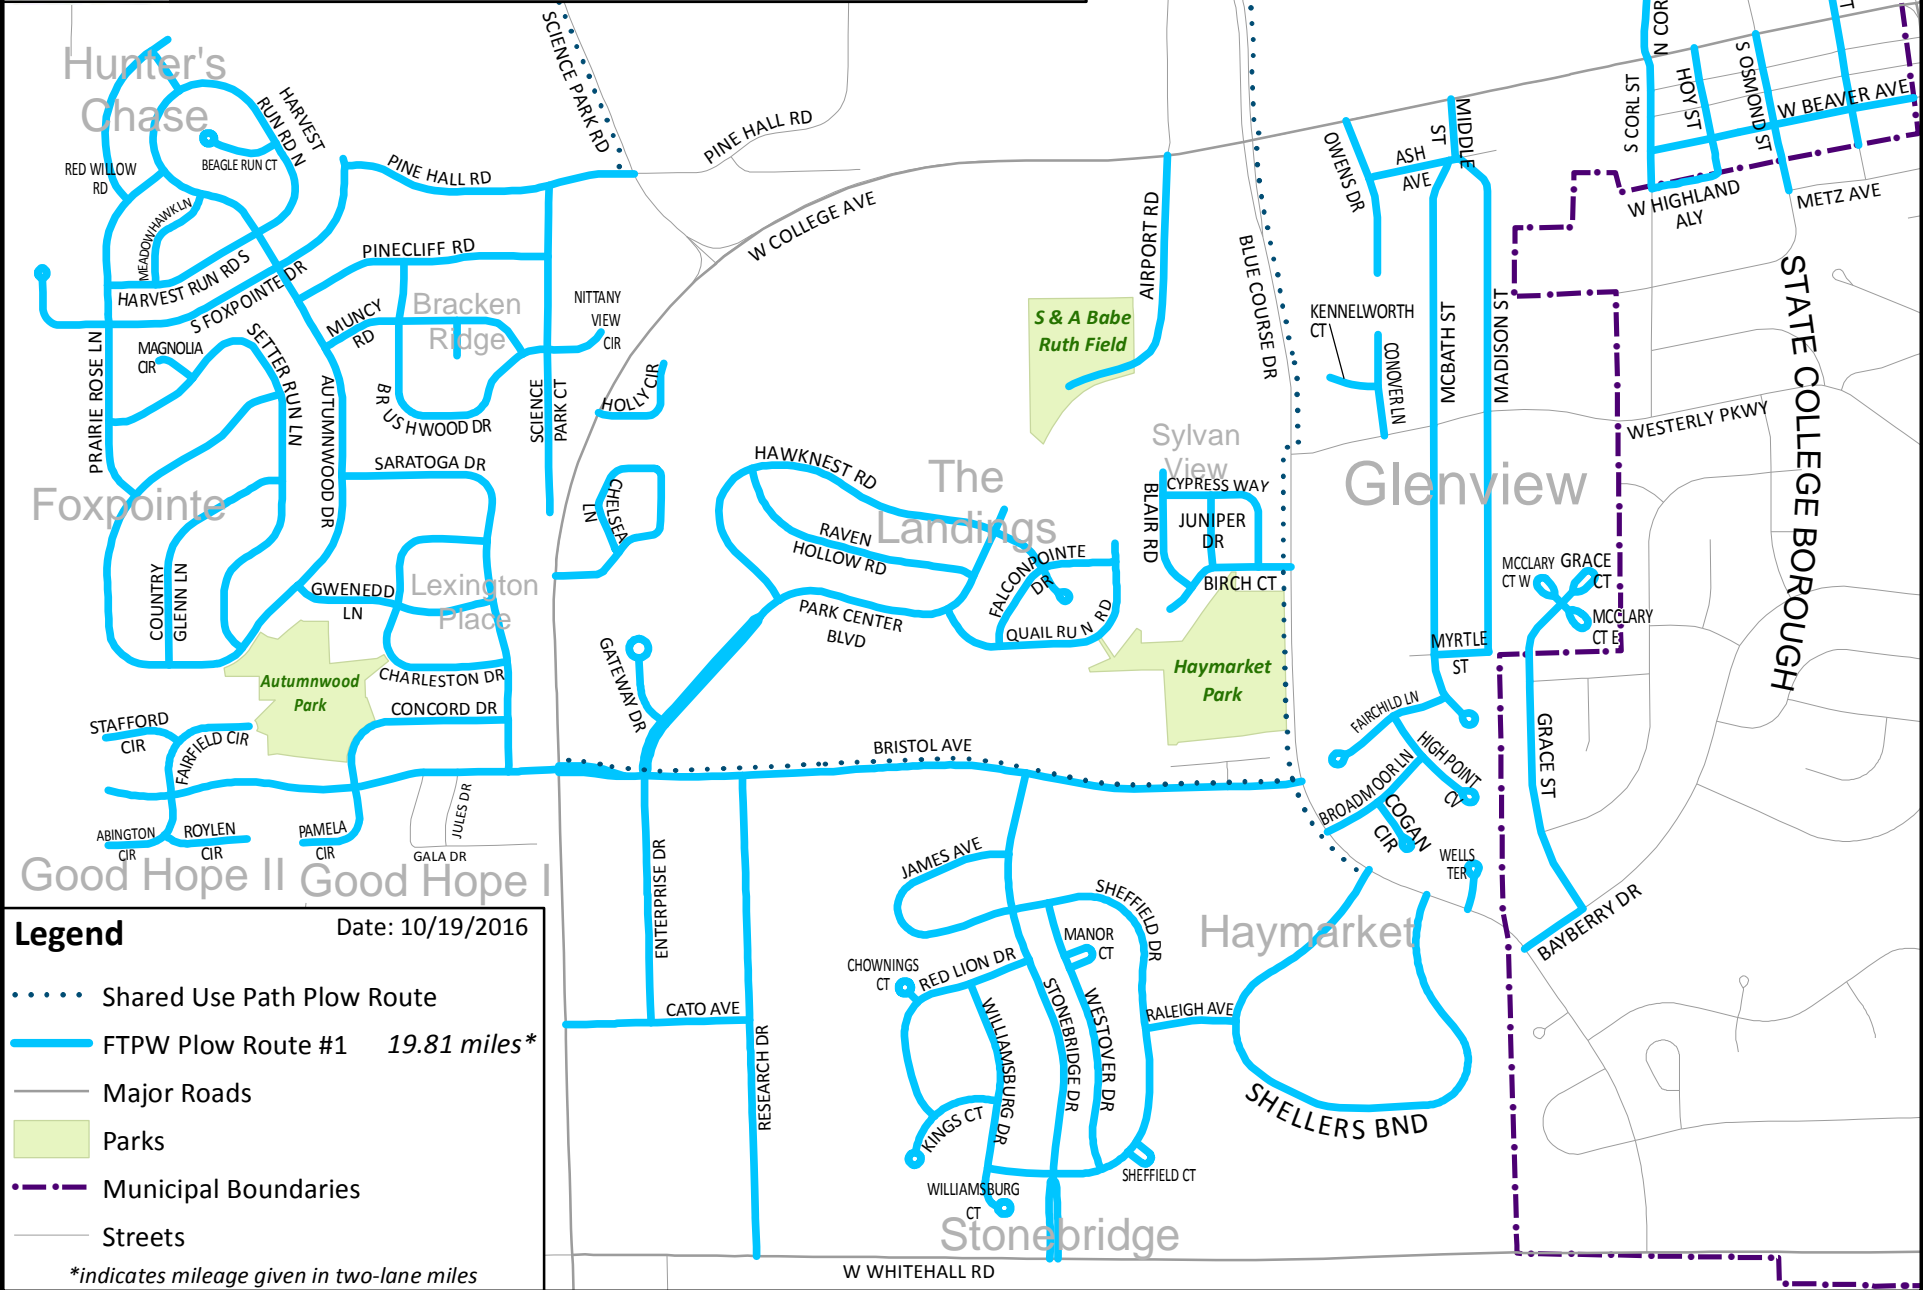 Hunter's
Chase
HARVEST
RUN RD N
BEAGLE RUN CT
RED WILLOW
RD
MEADOWHAWK LN
HARVEST RUN RD S
S FOXPOINTE DR
PINE HALL RD
SCIENCE PARK RD
PINE HALL RD
W COLLEGE AVE
PINECLIFF RD
Bracken
Ridge
MUNCY
RD
NITTANY
VIEW
CIR
MAGNOLIA
CIR
SETTER RUN LN
PRAIRIE ROSE LN
AUTUMNWOOD DR
BRUSHWOOD DR
SCIENCE
PARK CT
HOLLY CIR
SARATOGA DR
CHELSEA
LN
Foxpointe
COUNTRY
GLENN LN
GWENEDD
LN
Lexington
Place
CHARLESTON DR
CONCORD DR
Autumnwood
Park
STAFFORD
CIR
FAIRFIELD CIR
ABINGTON
CIR
ROYLEN
CIR
PAMELA
CIR
JULES DR
GALA DR
Good Hope II
Good Hope I
GATEWAY DR
HAWKNEST RD
RAVEN
HOLLOW RD
The
Landings
PARK CENTER
BLVD
FALCONPOINTE
DR
QUAIL RUN RD
S & A Babe
Ruth Field
AIRPORT RD
BLUE COURSE DR
Sylvan
View
CYPRESS WAY
BLAIR RD
JUNIPER
DR
BIRCH CT
Haymarket
Park
BRISTOL AVE
OWENS DR
ASH
AVE
MIDDLE
ST
KENNELWORTH
CT
CONOVER LN
MCBATH ST
MADISON ST
Glenview
WESTERLY PKWY
MCCLARY
CT W
GRACE
CT
MCCLARY
CT E
MYRTLE
ST
FAIRCHILD LN
HIGH POINT
CV
BROADMOOR LN
COGAN
CIR
WELLS
TER
GRACE ST
BAYBERRY DR
N COR
S CORL ST
HOY ST
S OSMOND ST
T
T
W BEAVER AVE
W HIGHLAND
ALY
METZ AVE
STATE COLLEGE BOROUGH
ENTERPRISE DR
CATO AVE
RESEARCH DR
JAMES AVE
SHEFFIELD DR
MANOR
CT
CHOWNINGS
CT
RED LION DR
WILLIAMSBURG DR
STONEBRIDGE DR
WESTOVER DR
RALEIGH AVE
Haymarket
SHELLERS BND
KINGS CT
SHEFFIELD CT
WILLIAMSBURG
CT
Stonebridge
W WHITEHALL RD
Legend
Date: 10/19/2016
Shared Use Path Plow Route
FTPW Plow Route #1 19.81 miles*
Major Roads
Parks
Municipal Boundaries
Streets
*indicates mileage given in two-lane miles